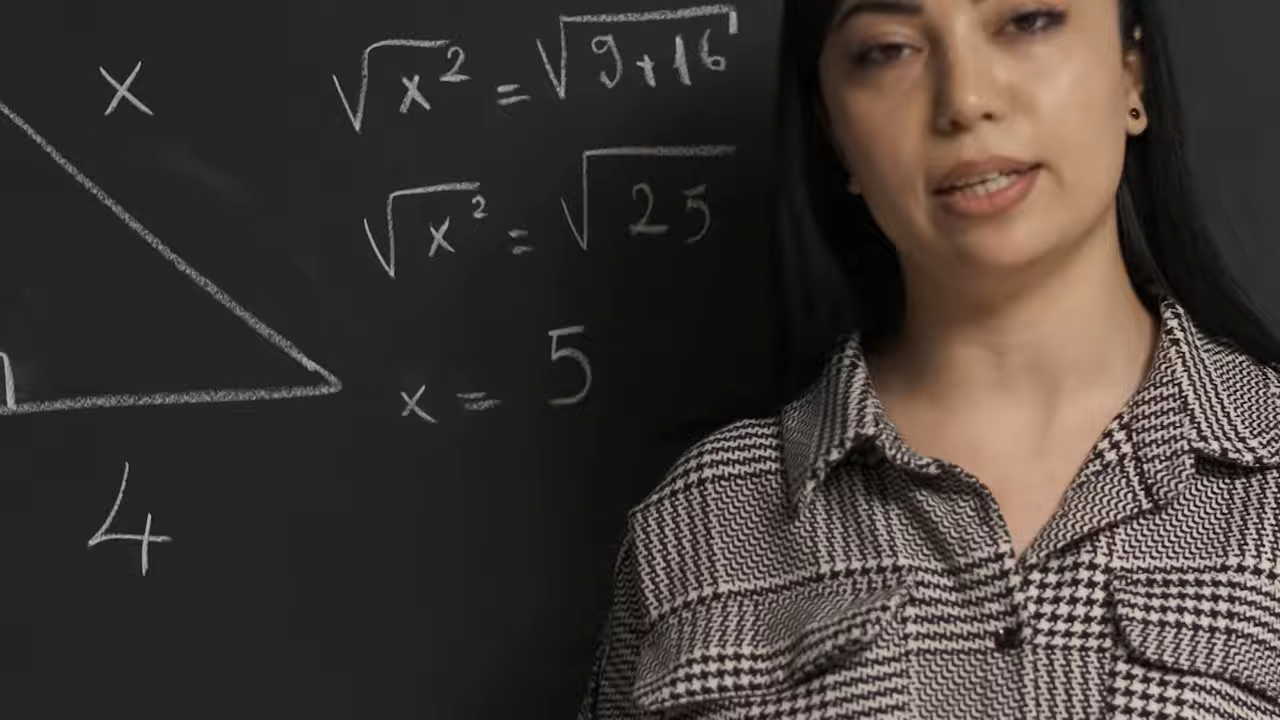 x
√x² = √9+16
√x² = √25
x = 5
4